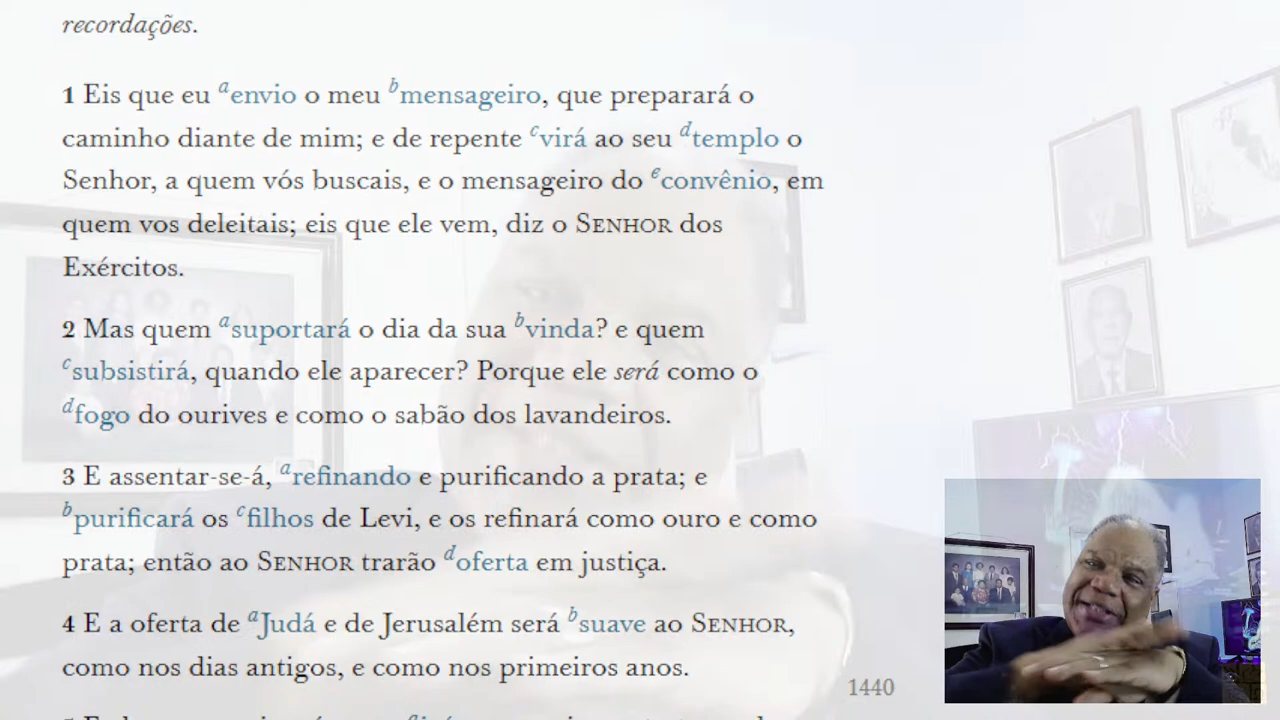 recordações.
1 Eis que eu ᵃenvio o meu ᵇmensageiro, que preparará o
caminho diante de mim; e de repente ᶜvirá ao seu ᵈtemplo o
Senhor, a quem vós buscais, e o mensageiro do ᵉconvênio, em
quem vos deleitais; eis que ele vem, diz o SENHOR dos
Exércitos.
2 Mas quem ᵃsuportará o dia da sua ᵇvinda? e quem
ᶜsubsistirá, quando ele aparecer? Porque ele será como o
ᵈfogo do ourives e como o sabão dos lavandeiros.
3 E assentar-se-á, ᵃrefinando e purificando a prata; e
ᵇpurificará os ᶜfilhos de Levi, e os refinará como ouro e como
prata; então ao SENHOR trarão ᵈoferta em justiça.
4 E a oferta de ᵃJudá e de Jerusalém será ᵇsuave ao SENHOR,
como nos dias antigos, e como nos primeiros anos.
1440